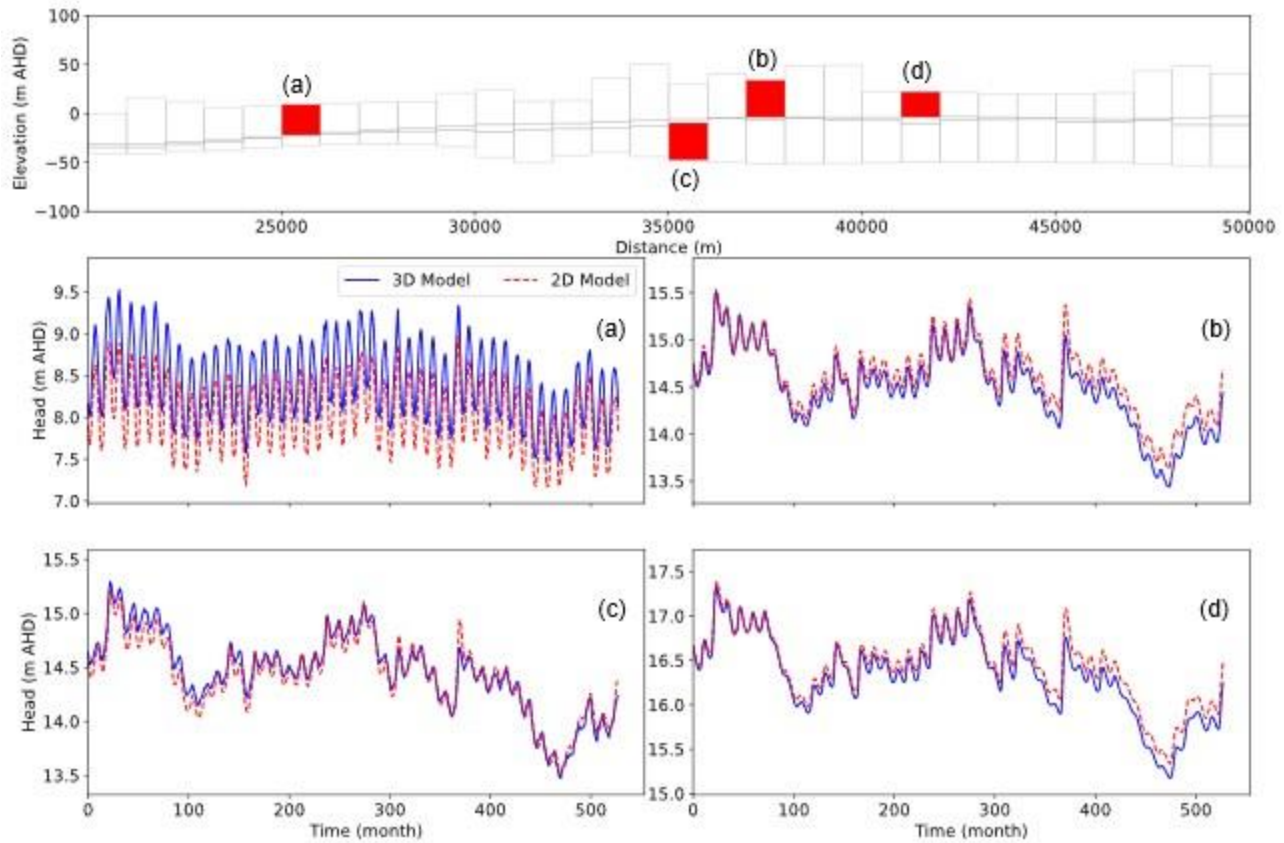 100
50
0
−50
−100
Elevation (m AHD)
(a)
(b)
(d)
(c)
25000 30000 35000 40000 45000 50000
Distance (m)
3D Model 2D Model
9.5
9.0
8.5
8.0
7.5
7.0
Head (m AHD)
(a)
15.5
15.0
14.5
14.0
13.5
(b)
15.5
15.0
14.5
14.0
13.5
Head (m AHD)
(c)
0 100 200 300 400 500
Time (month)
17.5
17.0
16.5
16.0
15.5
15.0
(d)
0 100 200 300 400 500
Time (month)